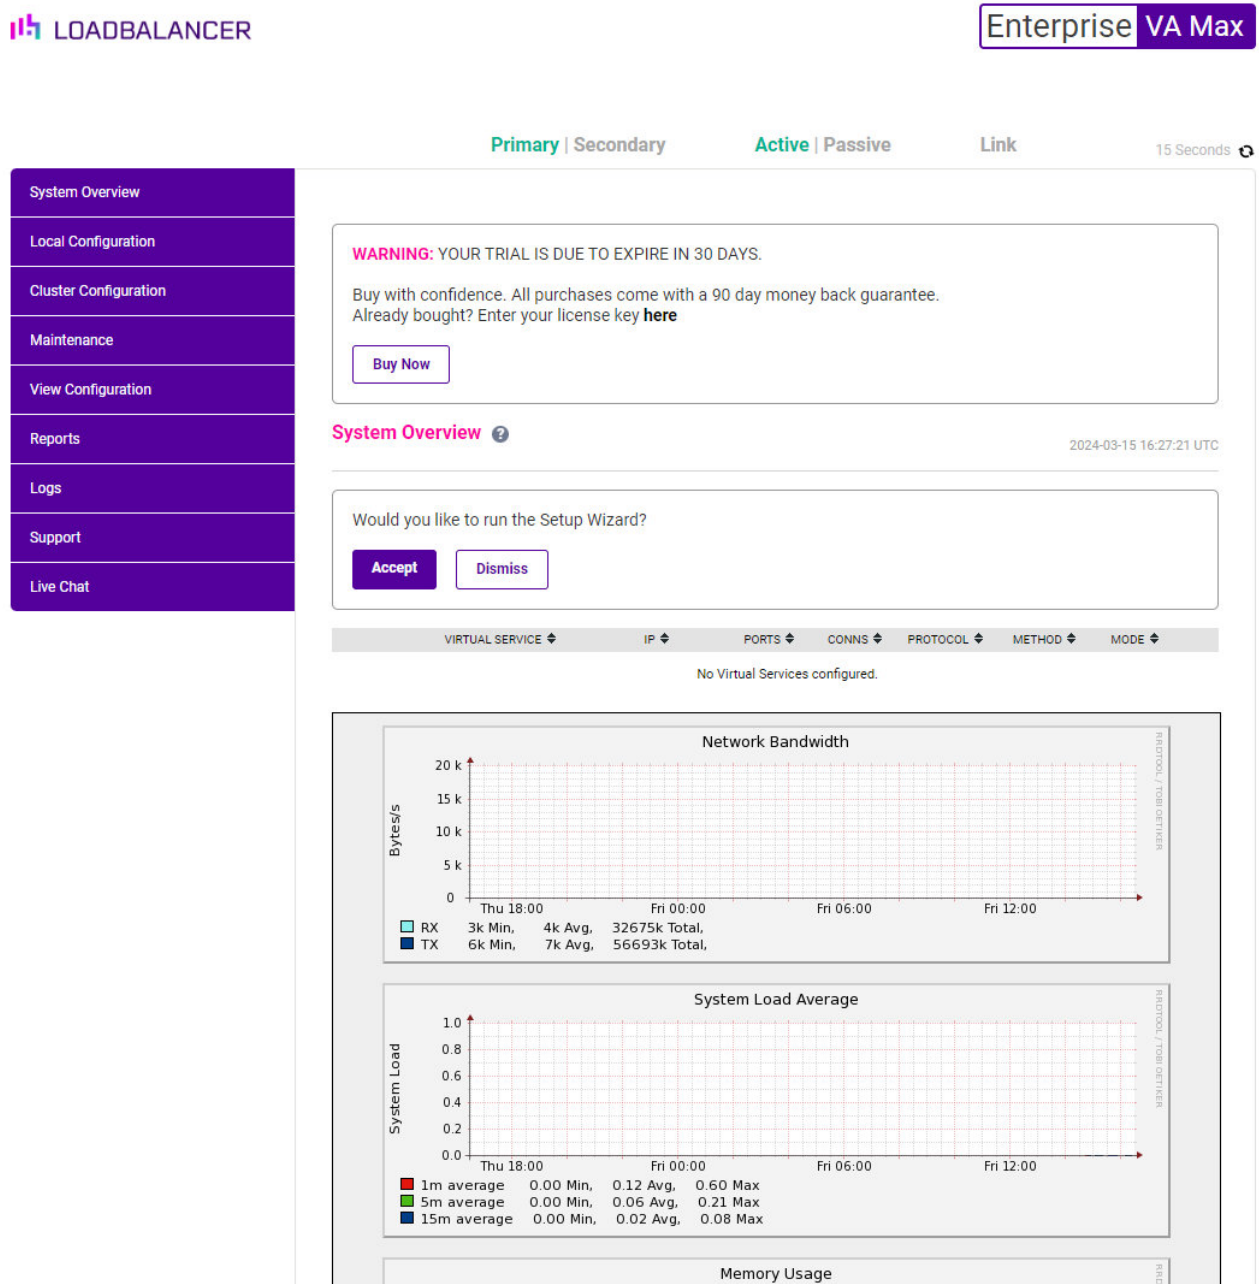 LOADBALANCER
Enterprise VA Max
Primary | Secondary Active | Passive Link 15 Seconds
System Overview
Local Configuration
Cluster Configuration
Maintenance
View Configuration
Reports
Logs
Support
Live Chat
WARNING: YOUR TRIAL IS DUE TO EXPIRE IN 30 DAYS.
Buy with confidence. All purchases come with a 90 day money back guarantee.
Already bought? Enter your license key here
Buy Now
System Overview ?
2024-03-15 16:27:21 UTC
Would you like to run the Setup Wizard?
Accept Dismiss
VIRTUAL SERVICE IP PORTS CONNS PROTOCOL METHOD MODE
No Virtual Services configured.
Network Bandwidth
RRDTOOL / TOBI OETIKER
Bytes/s
20 k
15 k
10 k
5 k
0
Thu 18:00 Fri 00:00 Fri 06:00 Fri 12:00
RX 3k Min, 4k Avg, 32675k Total,
TX 6k Min, 7k Avg, 56693k Total,
System Load Average
RRDTOOL / TOBI OETIKER
System Load
1.0
0.8
0.6
0.4
0.2
0.0
Thu 18:00 Fri 00:00 Fri 06:00 Fri 12:00
1m average 0.00 Min, 0.12 Avg, 0.60 Max
5m average 0.00 Min, 0.06 Avg, 0.21 Max
15m average 0.00 Min, 0.02 Avg, 0.08 Max
Memory Usage